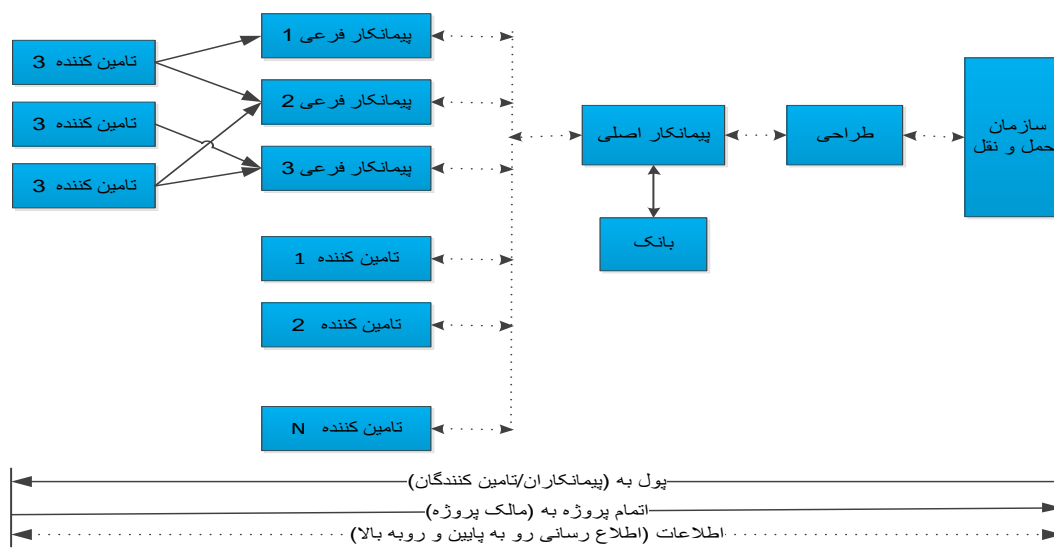 سازمان
حمل و نقل
طراحی
پیمانکار اصلی
بانک
پیمانکار فرعی 1
پیمانکار فرعی 2
پیمانکار فرعی 3
تامین کننده 1
تامین کننده 2
تامین کننده N
تامین کننده 3
تامین کننده 3
تامین کننده 3
پول به (پیمانکاران/تامین کنندگان)
اتمام پروژه به (مالک پروژه)
اطلاعات (اطلاع رسانی رو به پایین و روبه بالا)